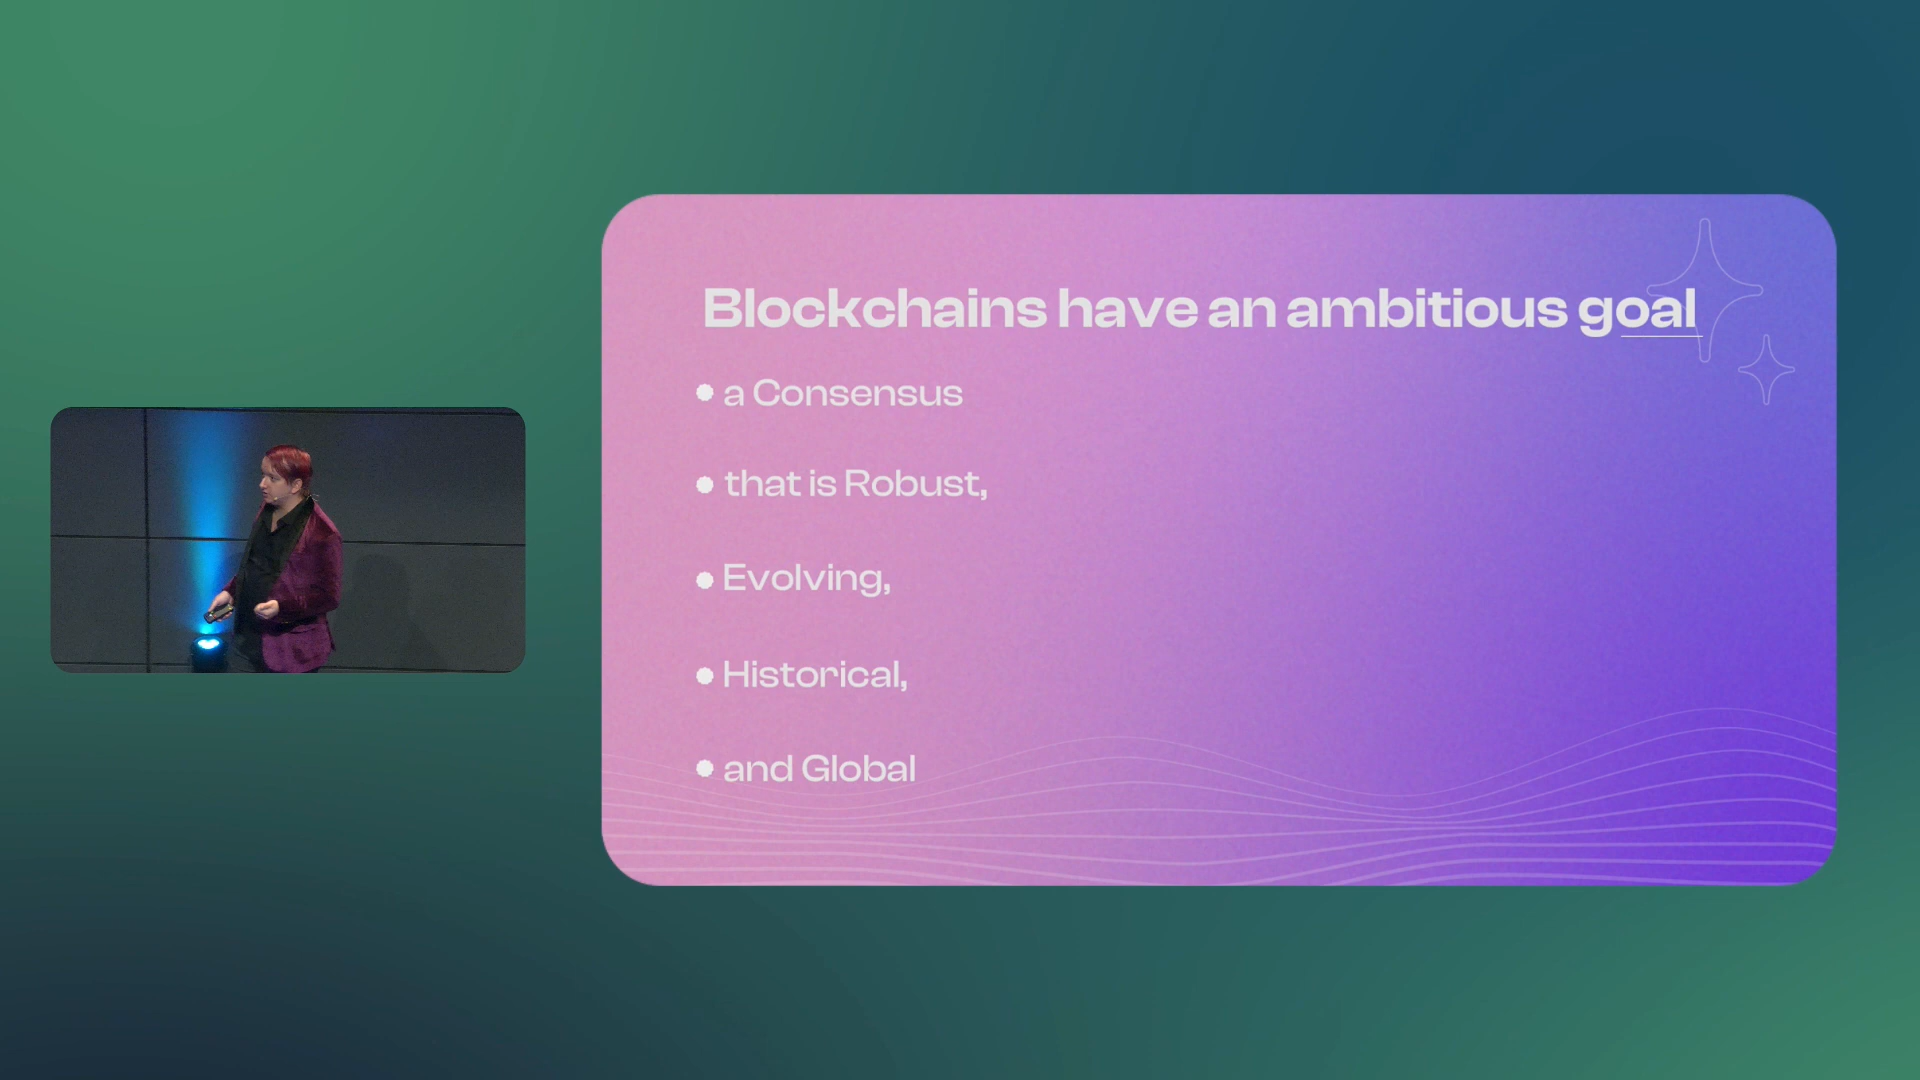 Blockchains have an ambitious goal
a Consensus
that is Robust,
Evolving,
Historical,
and Global